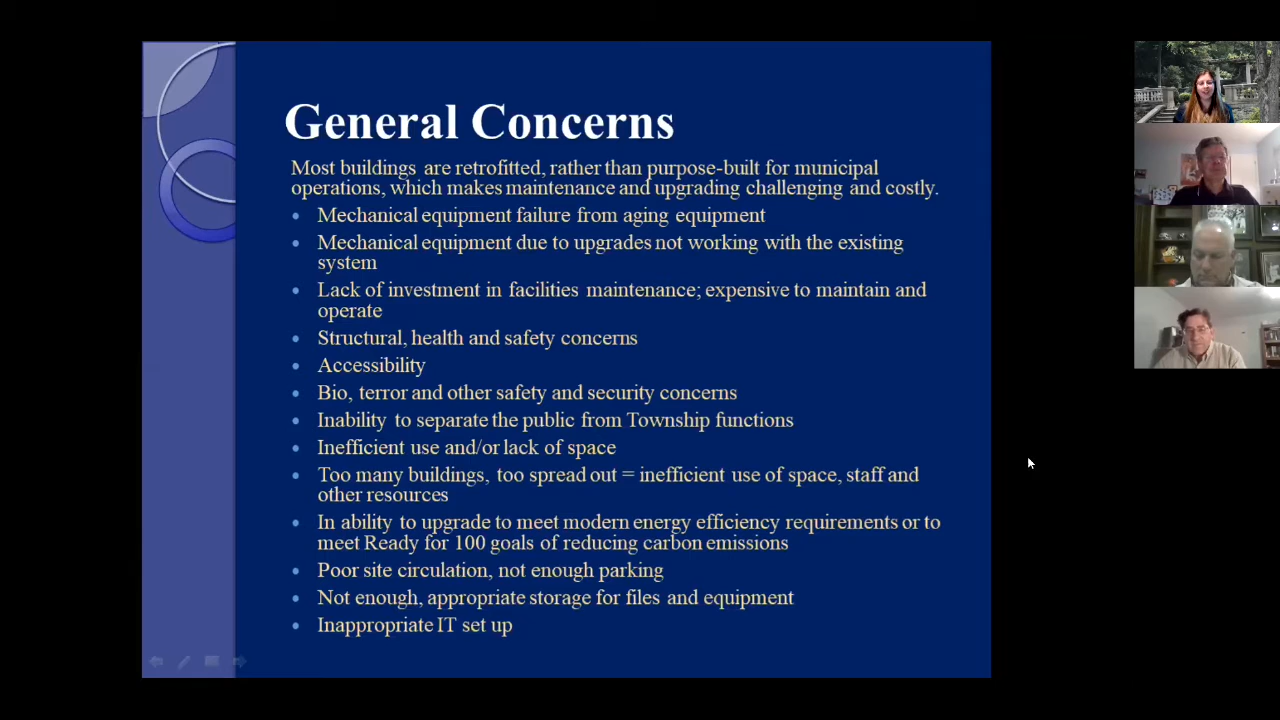 General Concerns
Most buildings are retrofitted, rather than purpose-built for municipal
operations, which makes maintenance and upgrading challenging and costly.
• Mechanical equipment failure from aging equipment
• Mechanical equipment due to upgrades not working with the existing
system
• Lack of investment in facilities maintenance; expensive to maintain and
operate
• Structural, health and safety concerns
• Accessibility
• Bio, terror and other safety and security concerns
• Inability to separate the public from Township functions
• Inefficient use and/or lack of space
• Too many buildings, too spread out = inefficient use of space, staff and
other resources
• In ability to upgrade to meet modern energy efficiency requirements or to
meet Ready for 100 goals of reducing carbon emissions
• Poor site circulation, not enough parking
• Not enough, appropriate storage for files and equipment
• Inappropriate IT set up